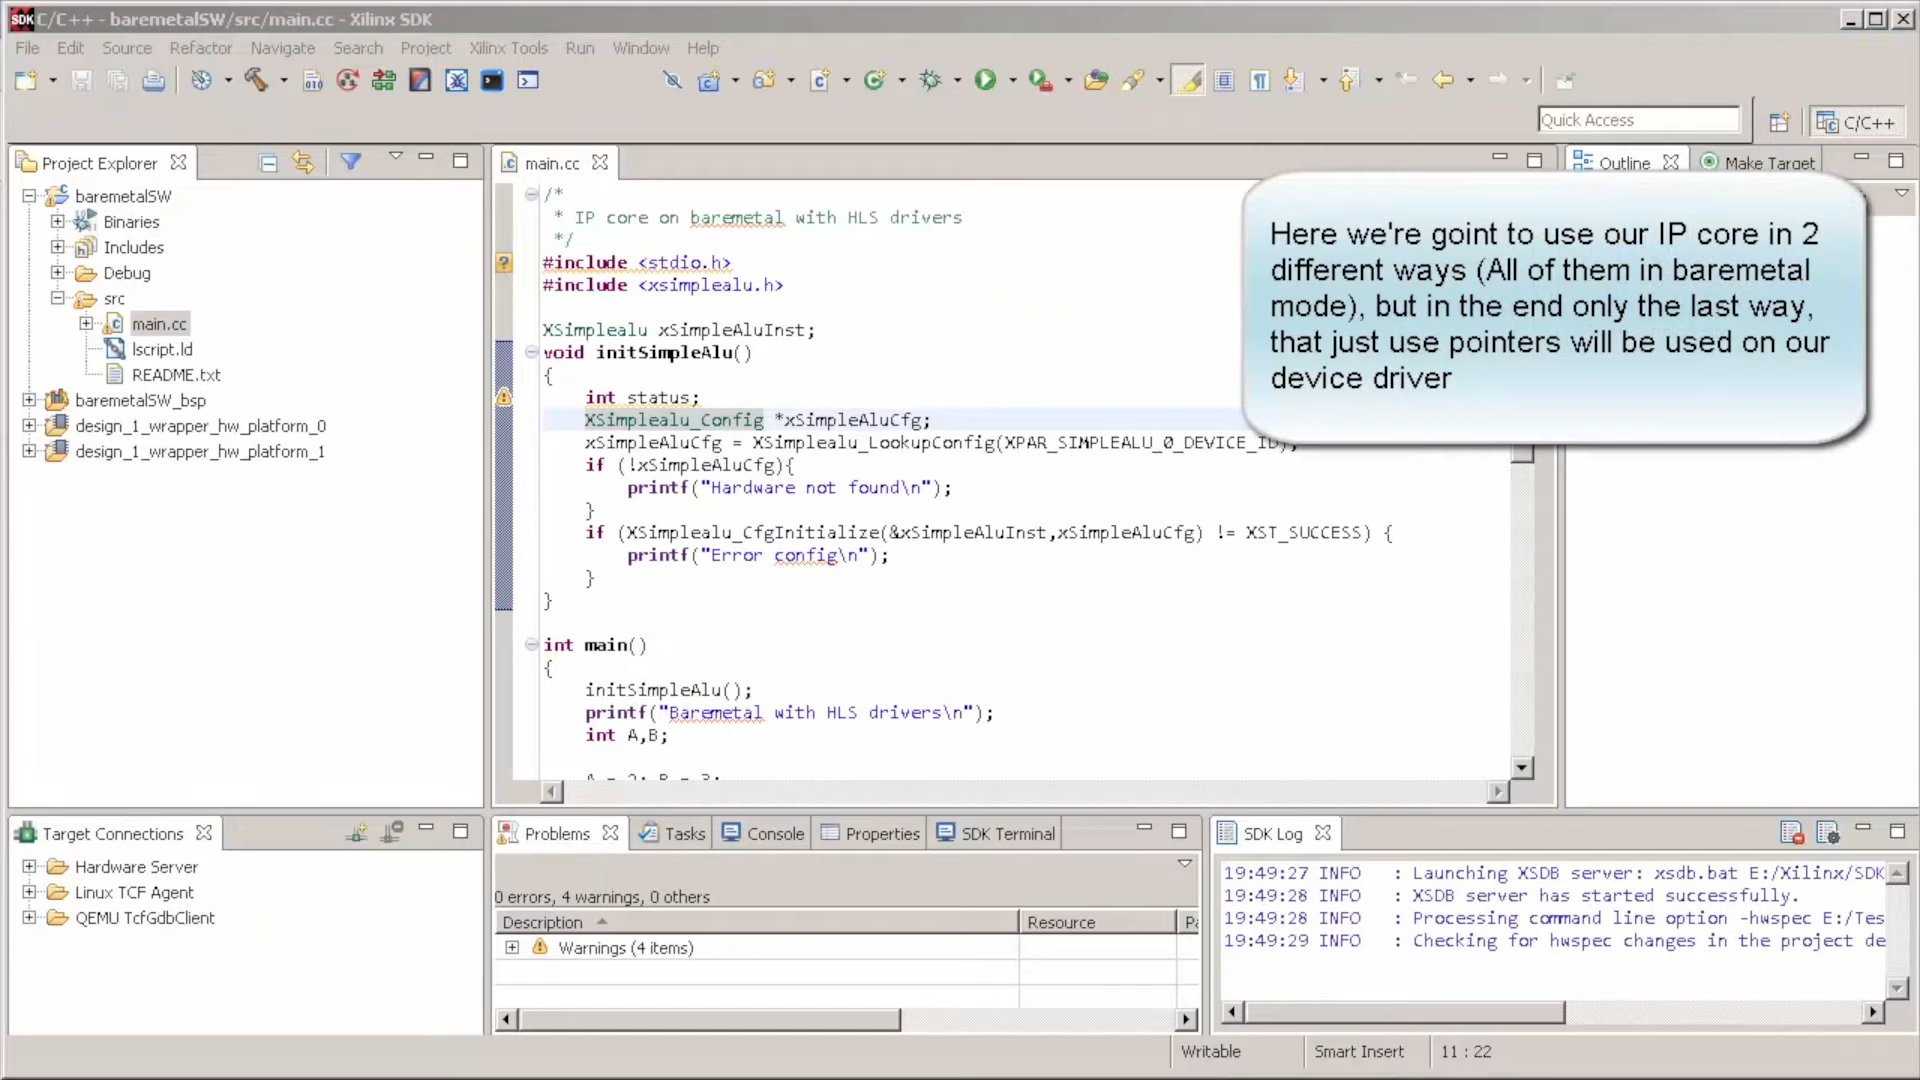 C/C++ - baremetalSW/src/main.cc - Xilinx SDK
File Edit Source Refactor Navigate Search Project Xilinx Tools Run Window Help
Quick Access
C/C++
Project Explorer
baremetalSW
Binaries
Includes
Debug
src
main.cc
lscript.ld
README.txt
baremetalSW_bsp
design_1_wrapper_hw_platform_0
design_1_wrapper_hw_platform_1
main.cc
/*
* IP core on baremetal with HLS drivers
*/
#include <stdio.h>
#include <xsimplealu.h>
XSimplealu xSimpleAluInst;
void initSimpleAlu()
{
int status;
XSimplealu_Config *xSimpleAluCfg;
xSimpleAluCfg = XSimplealu_LookupConfig(XPAR_SIMPLEALU_0_DEVICE_ID);
if (!xSimpleAluCfg){
printf("Hardware not found\n");
}
if (XSimplealu_CfgInitialize(&xSimpleAluInst,xSimpleAluCfg) != XST_SUCCESS) {
printf("Error config\n");
}
}
int main()
{
initSimpleAlu();
printf("Baremetal with HLS drivers\n");
int A,B;
Outline
Make Target
Here we're goint to use our IP core in 2
different ways (All of them in baremetal
mode), but in the end only the last way,
that just use pointers will be used on our
device driver
Target Connections
Hardware Server
Linux TCF Agent
QEMU TcfGdbClient
Problems Tasks Console Properties SDK Terminal
0 errors, 4 warnings, 0 others
Description Resource Pa
Warnings (4 items)
SDK Log
19:49:27 INFO : Launching XSDB server: xsdb.bat E:/Xilinx/SDK
19:49:28 INFO : XSDB server has started successfully.
19:49:28 INFO : Processing command line option -hwspec E:/Tes
19:49:29 INFO : Checking for hwspec changes in the project de
Writable Smart Insert 11 : 22